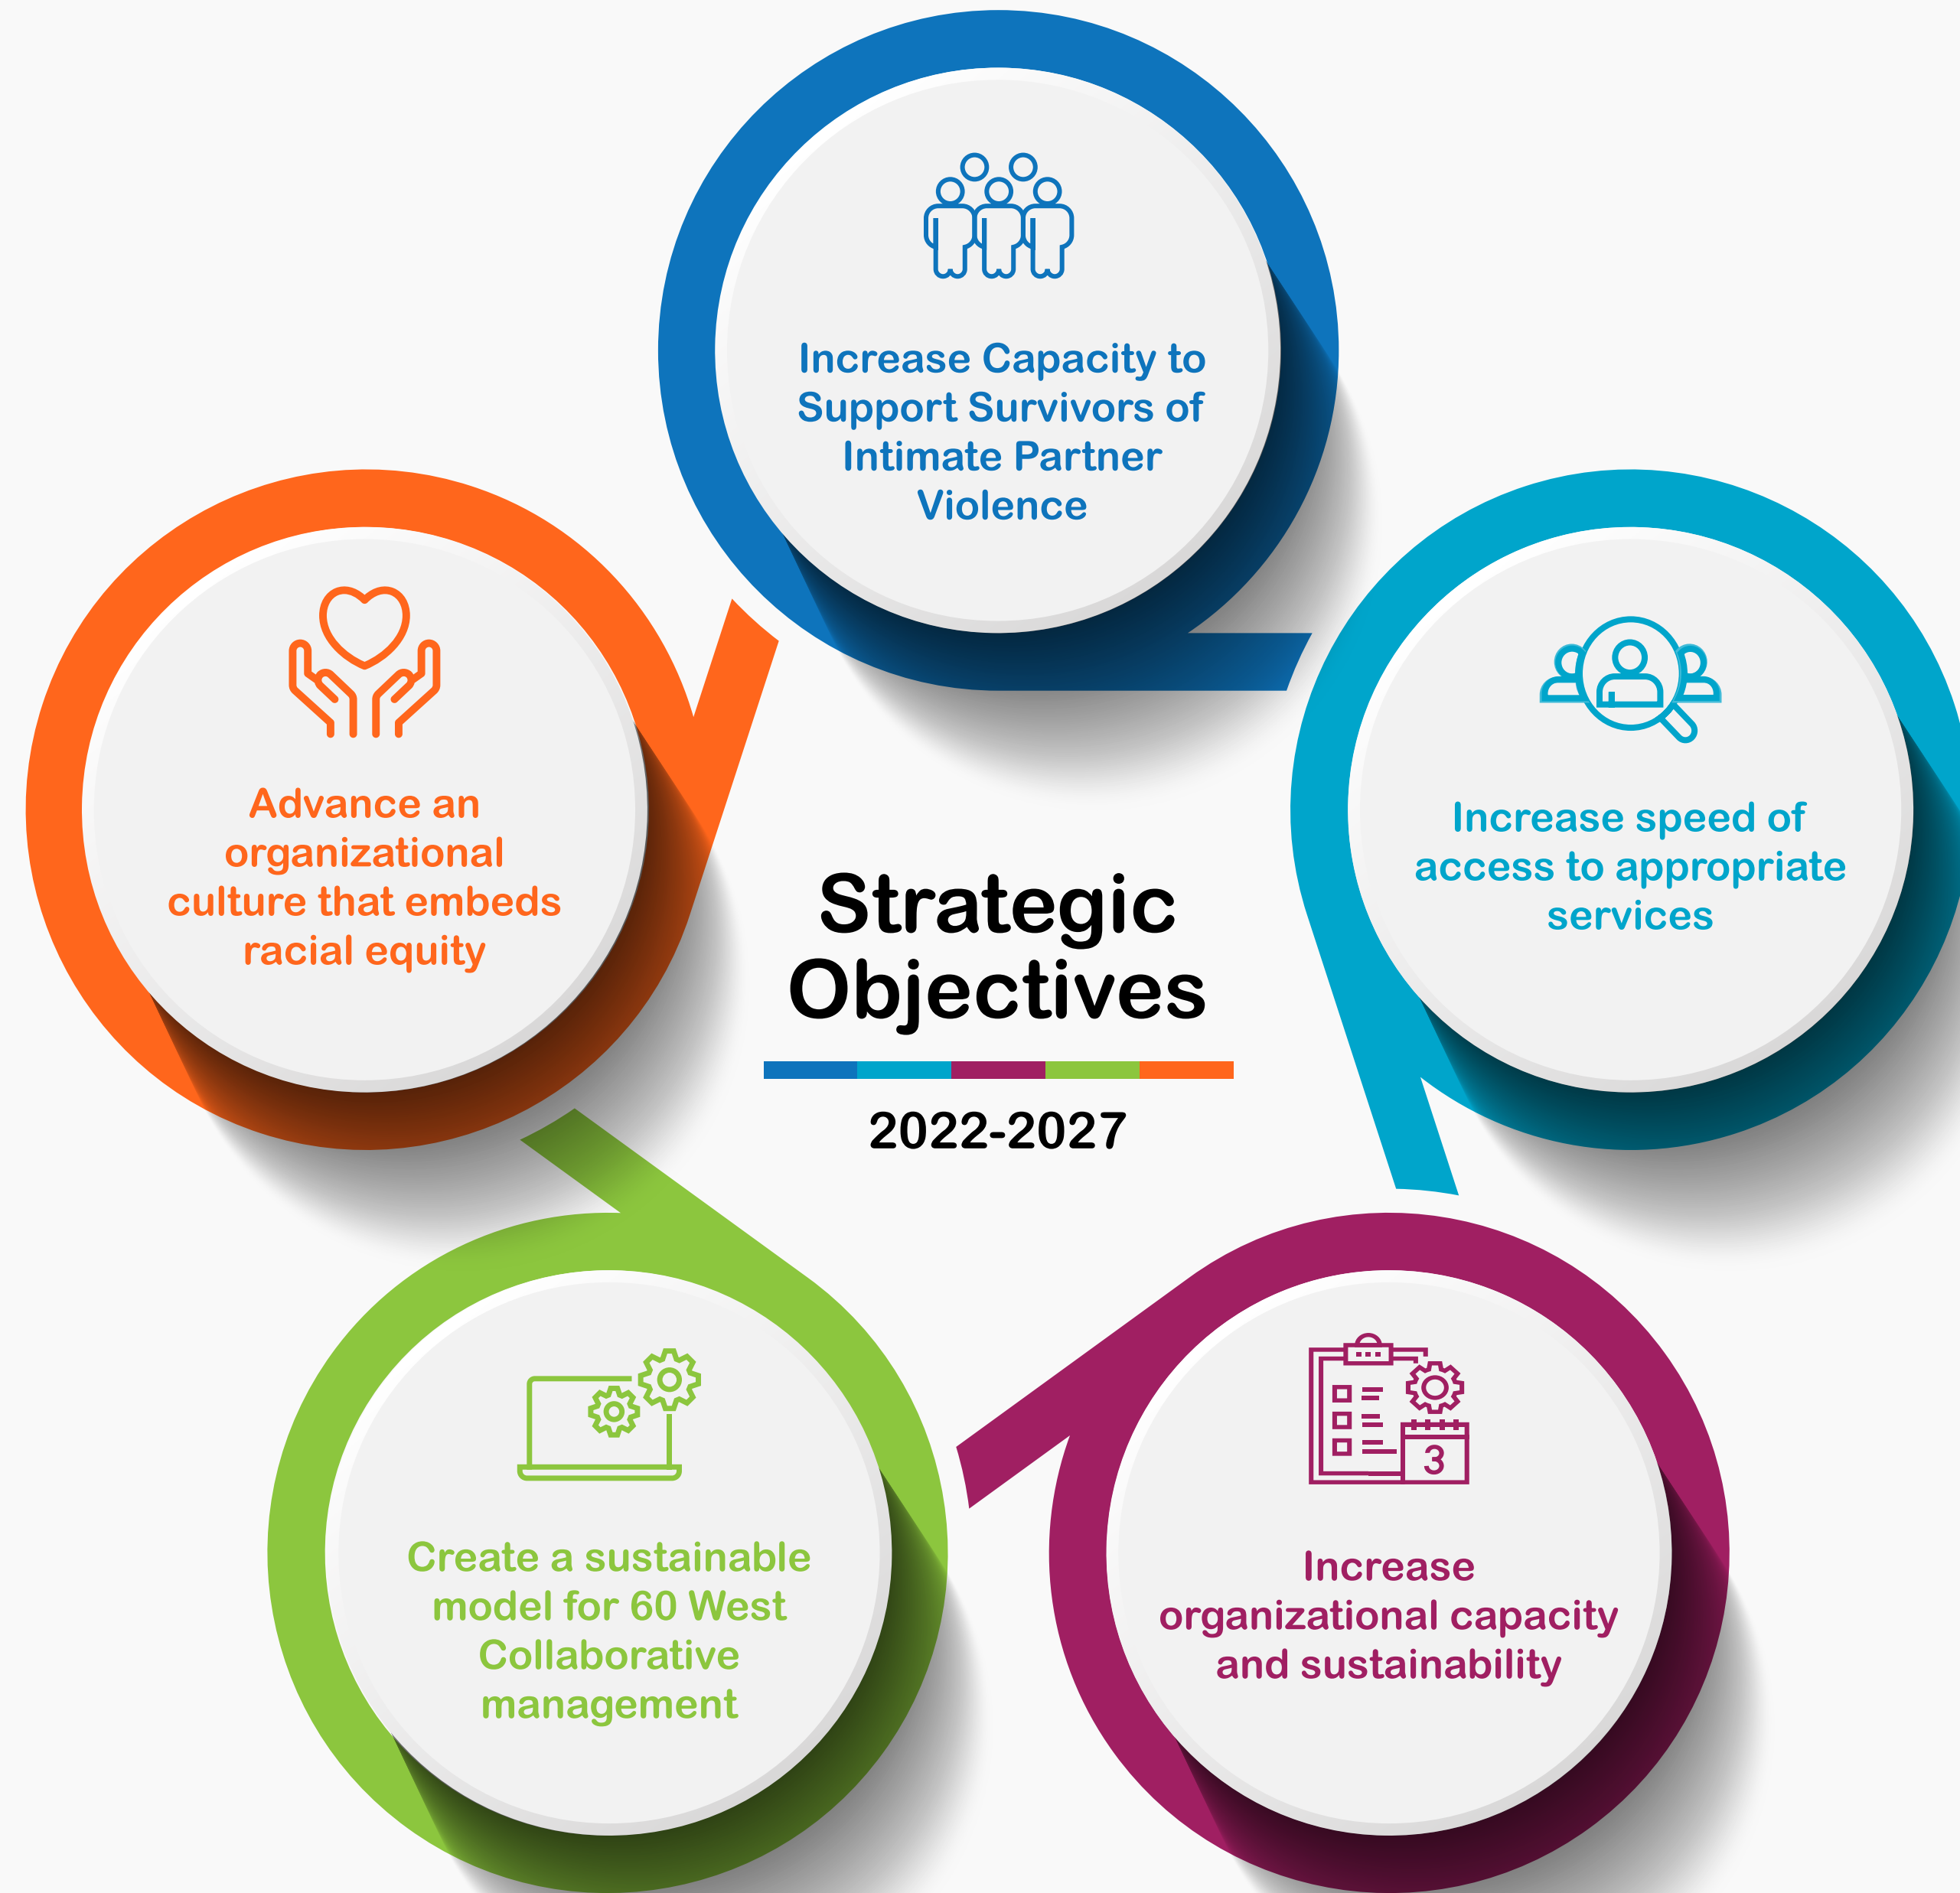 Increase Capacity to
Support Survivors of
Intimate Partner
Violence
Advance an
organizational
culture that embeds
racial equity
Increase speed of
access to appropriate
services
Strategic
Objectives
2022-2027
Create a sustainable
model for 60 West
Collaborative
management
3
Increase
organizational capacity
and sustainability